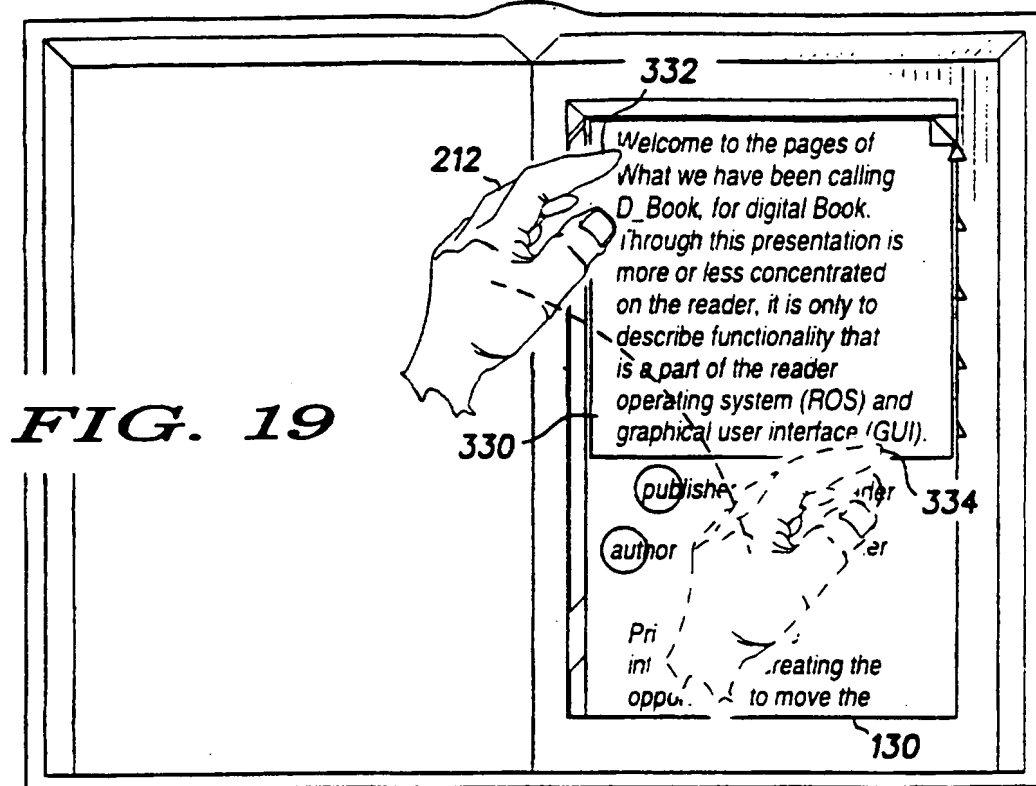 332
212
Welcome to the pages of
What we have been calling
D_Book, for digital Book.
Through this presentation is
more or less concentrated
on the reader, it is only to
describe functionality that
is a part of the reader
operating system (ROS) and
graphical user interface (GUI).
FIG. 19
330
334
author
to move the
130